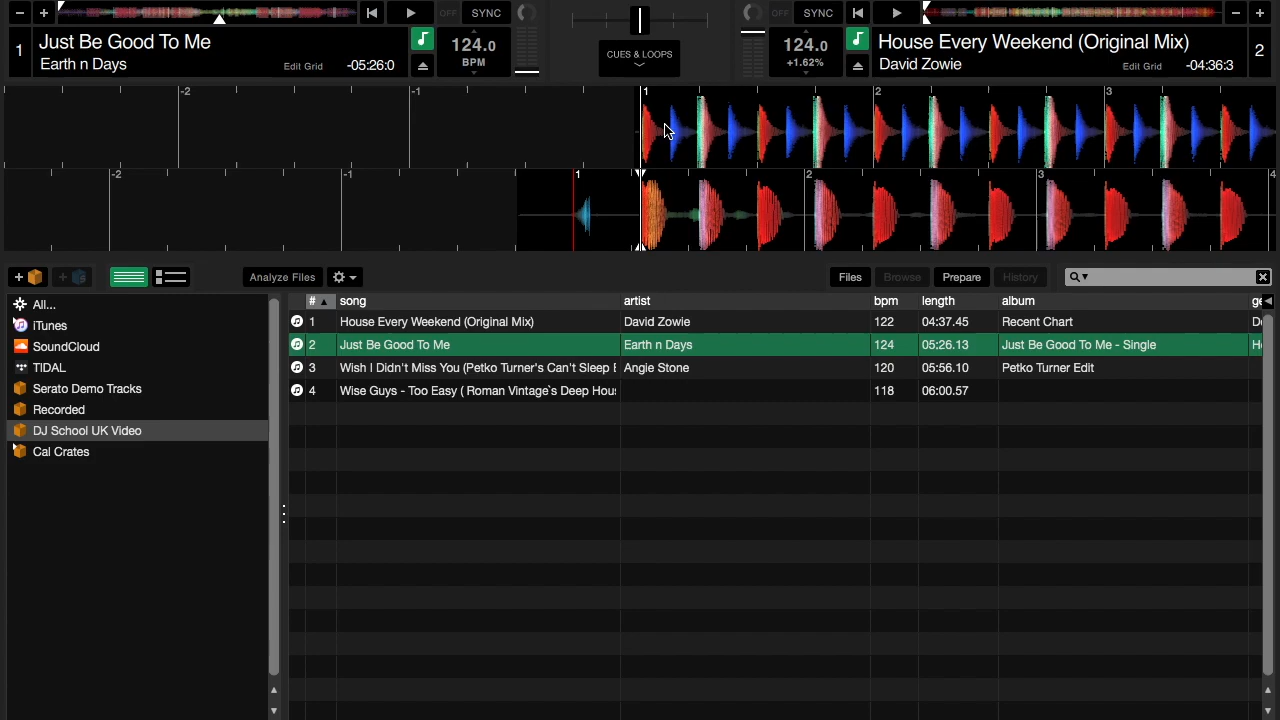 OFF SYNC
OFF SYNC
1
Just Be Good To Me
Earth n Days
Edit Grid
-05:26:0
124.0
BPM
CUES & LOOPS
124.0
+1.62%
House Every Weekend (Original Mix)
David Zowie
Edit Grid
-04:36:3
2
-2 -1 1 2 3
-2 -1 1 2 3 4
Analyze Files
Files Browse Prepare History
# song artist bpm length album ge
1 House Every Weekend (Original Mix) David Zowie 122 04:37.45 Recent Chart D
2 Just Be Good To Me Earth n Days 124 05:26.13 Just Be Good To Me - Single H
3 Wish I Didn't Miss You (Petko Turner's Can't Sleep E Angie Stone 120 05:56.10 Petko Turner Edit
4 Wise Guys - Too Easy ( Roman Vintage`s Deep Hous 118 06:00.57
All...
iTunes
SoundCloud
TIDAL
Serato Demo Tracks
Recorded
DJ School UK Video
Cal Crates